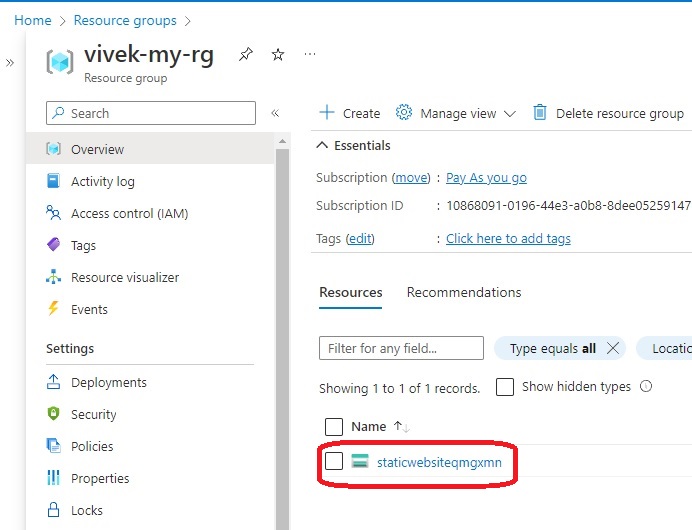 Home > Resource groups >
»
vivek-my-rg
...
Resource group
Search
«
Overview
Activity log
Access control (IAM)
Tags
Resource visualizer
Events
Settings
Deployments
Security
Policies
Properties
Locks
+ Create
Manage view
Delete resource group
Essentials
Subscription (move) : Pay As you go
Subscription ID : 10868091-0196-44e3-a0b8-8dee05259147
Tags (edit) : Click here to add tags
Resources Recommendations
Filter for any field...
Type equals all ×
Locatio
Showing 1 to 1 of 1 records.
Show hidden types
Name ↑↓
staticwebsiteqmgxmn